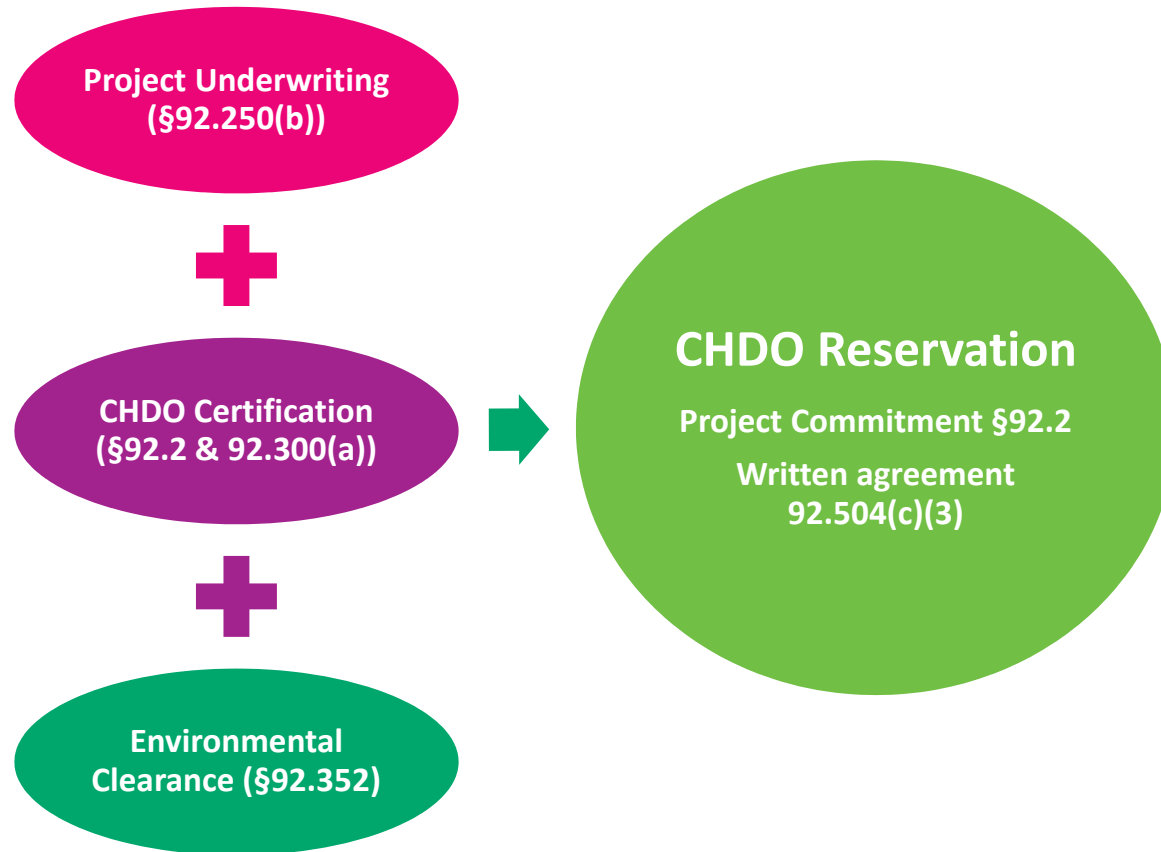 Project Underwriting
(§92.250(b))
CHDO Certification
(§92.2 & 92.300(a))
Environmental
Clearance (§92.352)
CHDO Reservation
Project Commitment §92.2
Written agreement
92.504(c)(3)